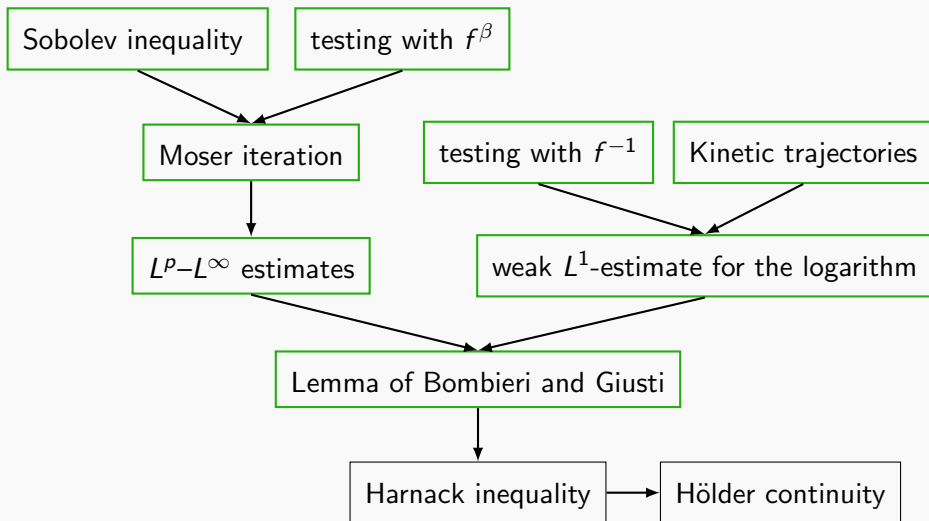 Sobolev inequality
testing with f^β
Moser iteration
testing with f^{-1}
Kinetic trajectories
L^p–L^∞ estimates
weak L^1-estimate for the logarithm
Lemma of Bombieri and Giusti
Harnack inequality
Hölder continuity